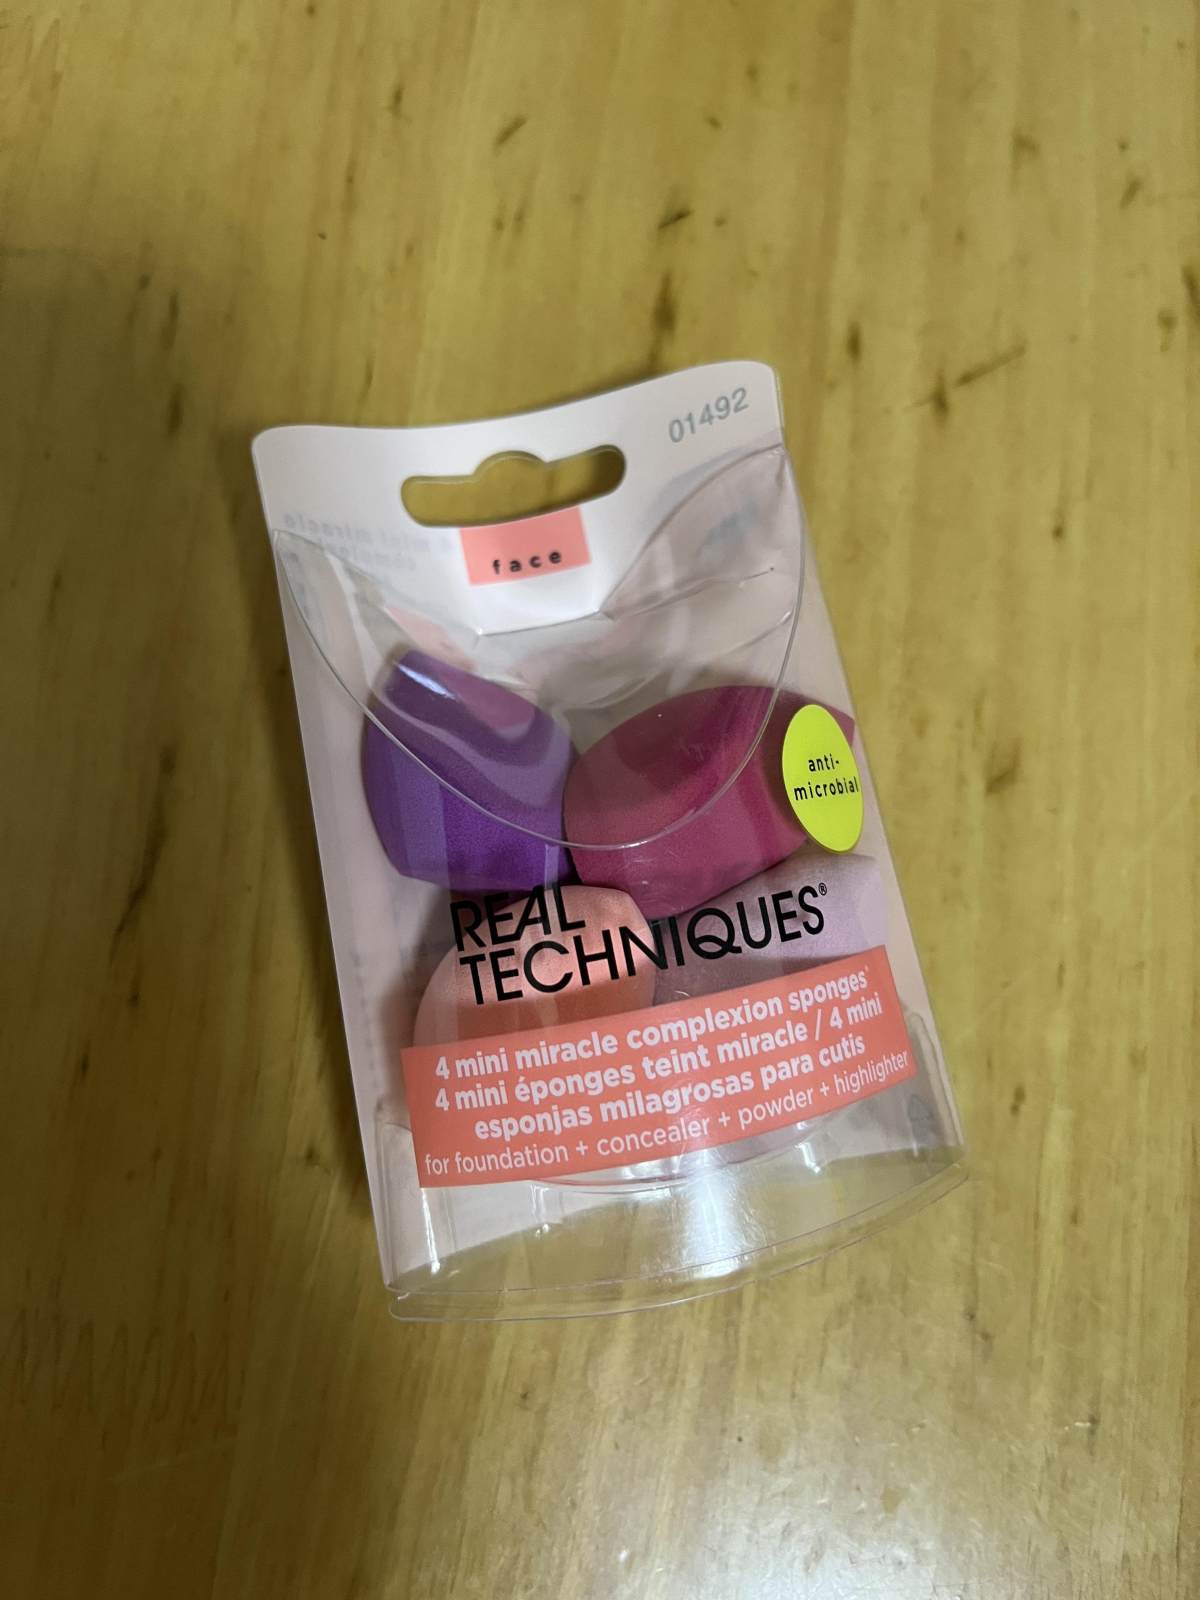 01492
face
anti-
microbial
REAL
TECHNIQUES®
4 mini miracle complexion sponges*
4 mini éponges teint miracle / 4 mini
esponjas milagrosas para cutis
for foundation + concealer + powder + highlighter